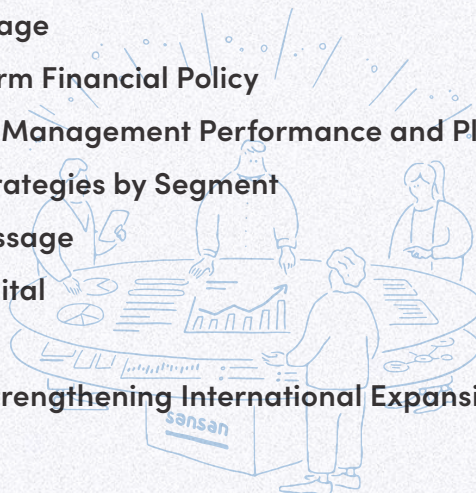 age
rm Financial Policy
Management Performance and Pl
rategies by Segment
ssage
ital
rengthening International Expansi
sansan